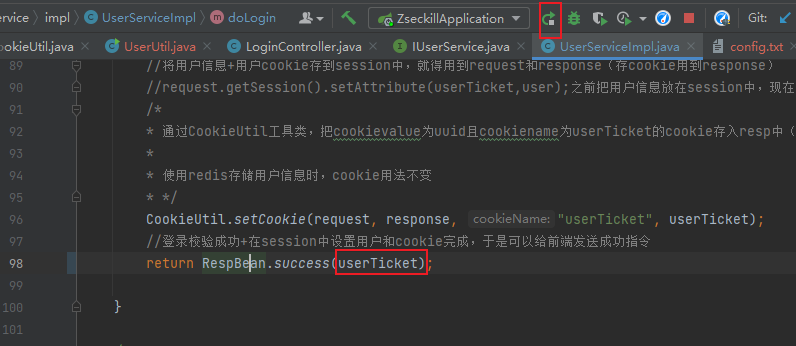 service
UserServiceImpl
doLogin
ZseckillApplication
Git:
ookieUtil.java
UserUtil.java
LoginController.java
IUserService.java
UserServiceImpl.java
config.txt
89 //将用户信息+用户cookie存到session中，就得用到request和response（存cookie用到response）
90 //request.getSession().setAttribute(userTicket,user);之前把用户信息放在session中，现在
91 /*
92 * 通过CookieUtil工具类，把cookievalue为uuid且cookiename为userTicket的cookie存入resp中（
93 *
94 * 使用redis存储用户信息时，cookie用法不变
95 * */
96 CookieUtil.setCookie(request, response, cookieName: "userTicket", userTicket);
97 //登录校验成功+在session中设置用户和cookie完成，于是可以给前端发送成功指令
98 return RespBean.success(userTicket);
99
100 }
101